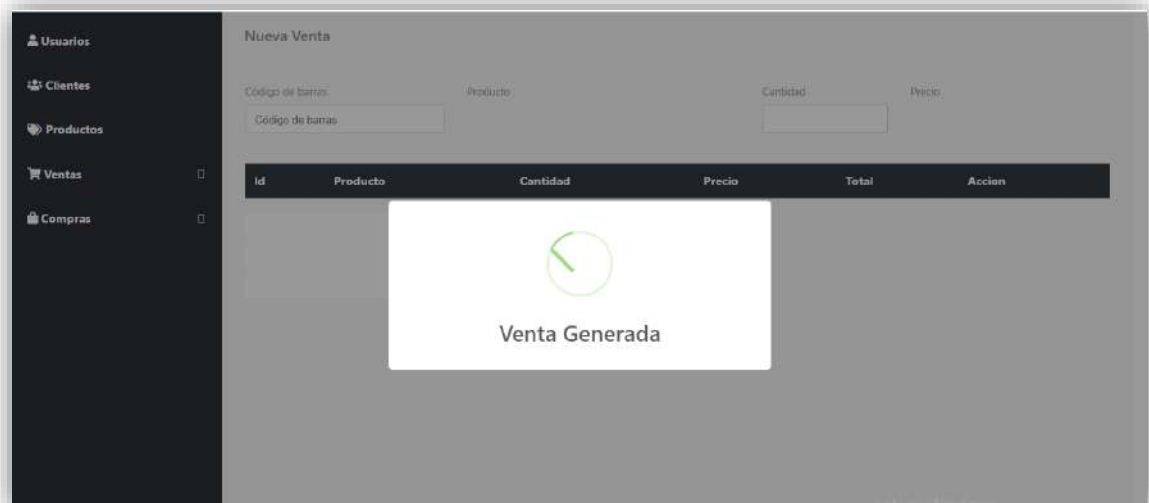 Usuarios
Clientes
Productos
Ventas
Compras
Nueva Venta
Código de barras Producto Cantidad Precio
Código de barras
Id Producto Cantidad Precio Total Accion
Venta Generada